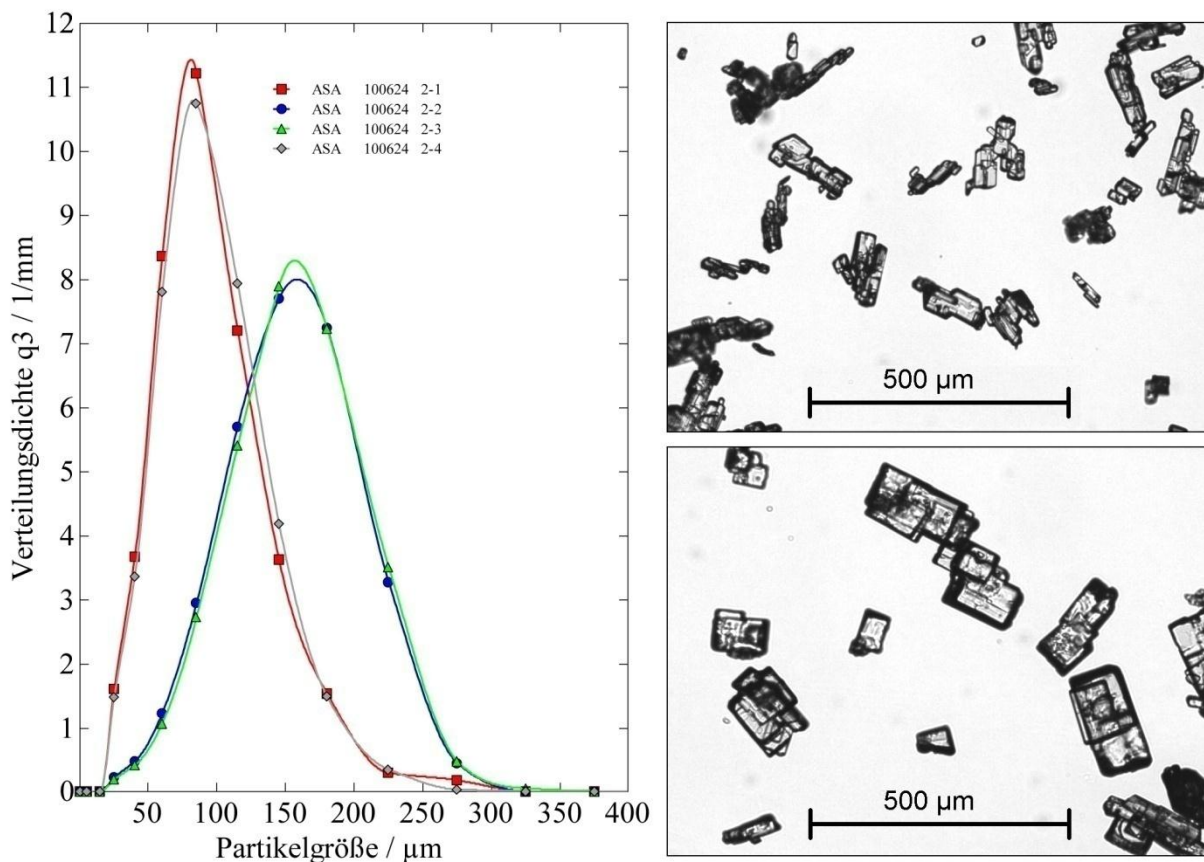 12
11
10
9
8
7
6
5
4
3
2
1
0
Verteilungsdichte q3 / 1/mm
ASA 100624 2-1
ASA 100624 2-2
ASA 100624 2-3
ASA 100624 2-4
50 100 150 200 250 300 350 400
Partikelgröße / µm
500 µm
500 µm